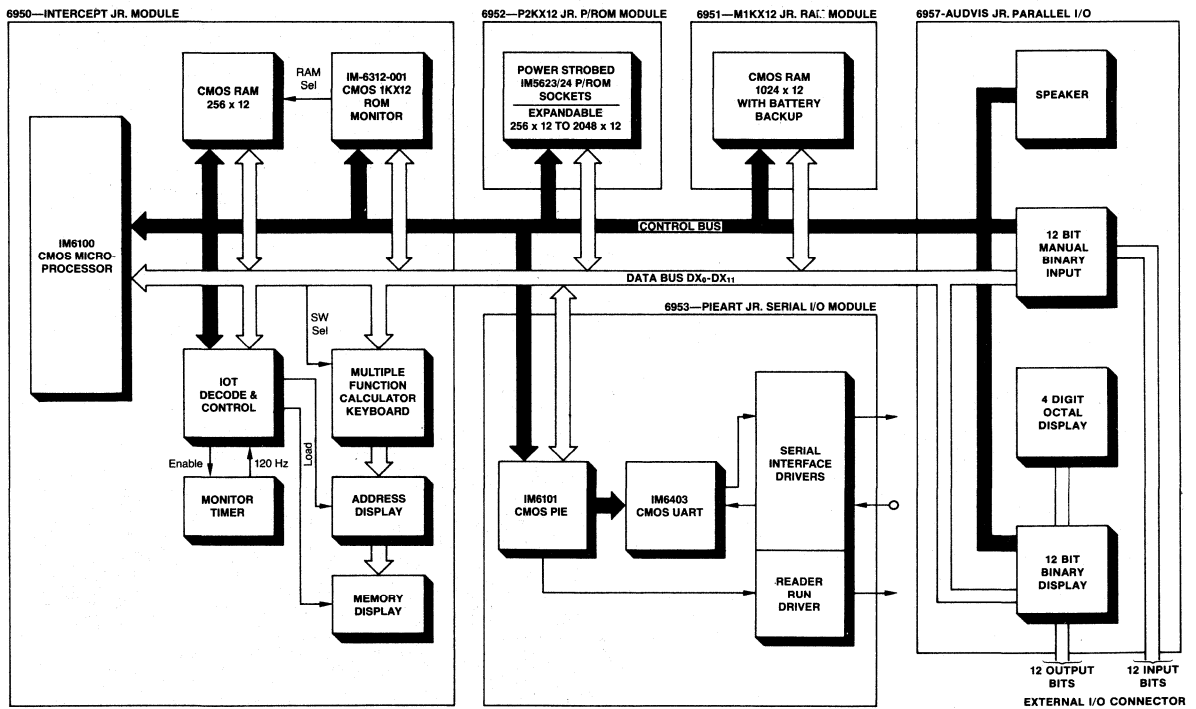 6950—INTERCEPT JR. MODULE
6952—P2KX12 JR. P/ROM MODULE
6951—M1KX12 JR. RAM MODULE
6957-AUDVIS JR. PARALLEL I/O
CMOS RAM
256 x 12
RAM
Sel
IM-6312-001
CMOS 1KX12
ROM
MONITOR
POWER STROBED
IM5623/24 P/ROM
SOCKETS
EXPANDABLE
256 x 12 TO 2048 x 12
CMOS RAM
1024 x 12
WITH BATTERY
BACKUP
SPEAKER
IM6100
CMOS MICRO-
PROCESSOR
CONTROL BUS
DATA BUS DX₀-DX₁₁
12 BIT
MANUAL
BINARY
INPUT
6953—PIEART JR. SERIAL I/O MODULE
SW
Sel
IOT
DECODE &
CONTROL
MULTIPLE
FUNCTION
CALCULATOR
KEYBOARD
4 DIGIT
OCTAL
DISPLAY
Enable
120 Hz
Load
MONITOR
TIMER
ADDRESS
DISPLAY
MEMORY
DISPLAY
IM6101
CMOS PIE
IM6403
CMOS UART
SERIAL
INTERFACE
DRIVERS
READER
RUN
DRIVER
12 BIT
BINARY
DISPLAY
12 OUTPUT
BITS
12 INPUT
BITS
EXTERNAL I/O CONNECTOR